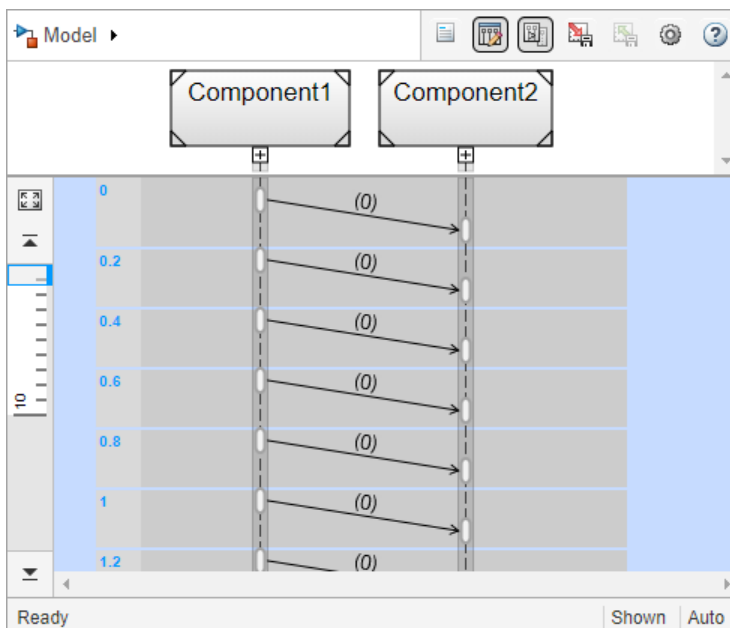 Model
Component1 Component2
0 (0)
0.2 (0)
0.4 (0)
0.6 (0)
0.8 (0)
1 (0)
1.2 (0)
10
Ready Shown Auto